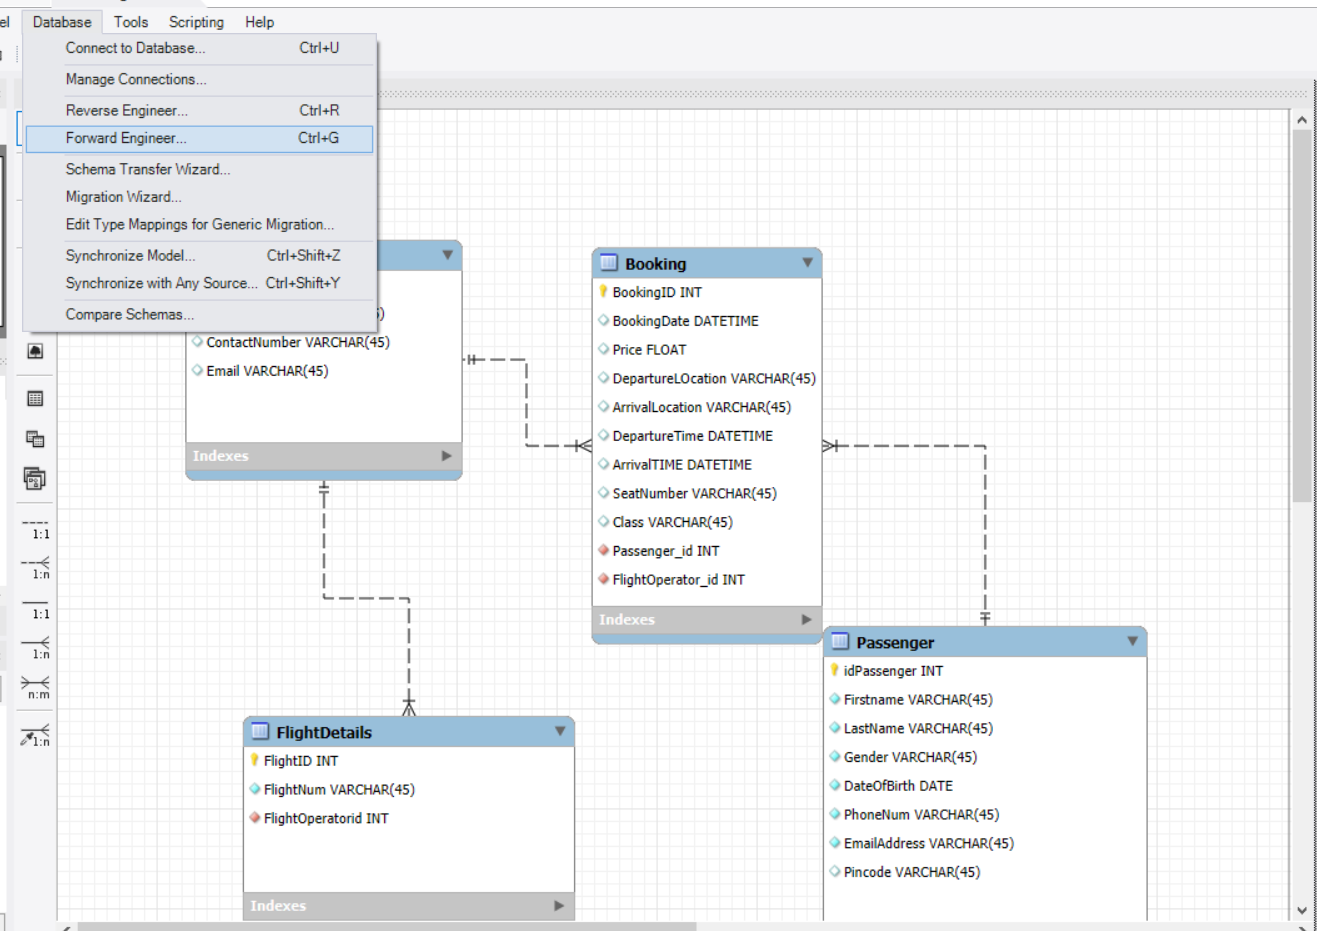 el Database Tools Scripting Help
Connect to Database... Ctrl+U
Manage Connections...
Reverse Engineer... Ctrl+R
Forward Engineer... Ctrl+G
Schema Transfer Wizard...
Migration Wizard...
Edit Type Mappings for Generic Migration...
Synchronize Model... Ctrl+Shift+Z
Synchronize with Any Source... Ctrl+Shift+Y
Compare Schemas...
ContactNumber VARCHAR(45)
Email VARCHAR(45)
Indexes
Booking
BookingID INT
BookingDate DATETIME
Price FLOAT
DepartureLOcation VARCHAR(45)
ArrivalLocation VARCHAR(45)
DepartureTime DATETIME
ArrivalTIME DATETIME
SeatNumber VARCHAR(45)
Class VARCHAR(45)
Passenger_id INT
FlightOperator_id INT
Indexes
1:1
1:n
1:1
1:n
n:m
1:n
FlightDetails
FlightID INT
FlightNum VARCHAR(45)
FlightOperatorid INT
Indexes
Passenger
idPassenger INT
Firstname VARCHAR(45)
LastName VARCHAR(45)
Gender VARCHAR(45)
DateOfBirth DATE
PhoneNum VARCHAR(45)
EmailAddress VARCHAR(45)
Pincode VARCHAR(45)